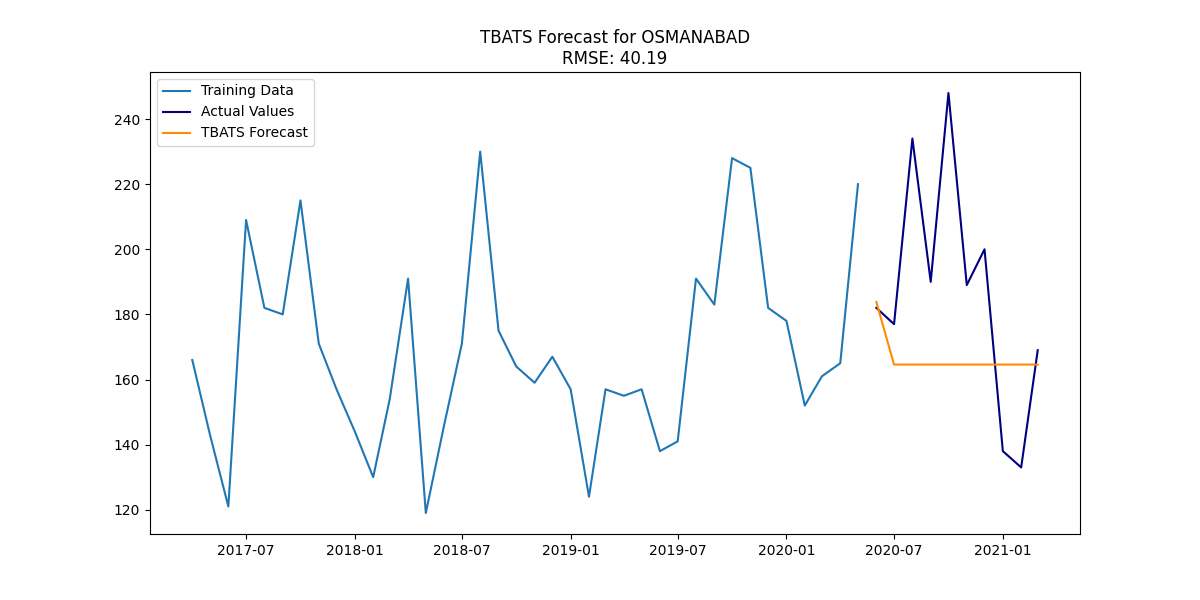 TBATS Forecast for OSMANABAD
RMSE: 40.19
Training Data
Actual Values
TBATS Forecast
240
220
200
180
160
140
120
2017-07 2018-01 2018-07 2019-01 2019-07 2020-01 2020-07 2021-01